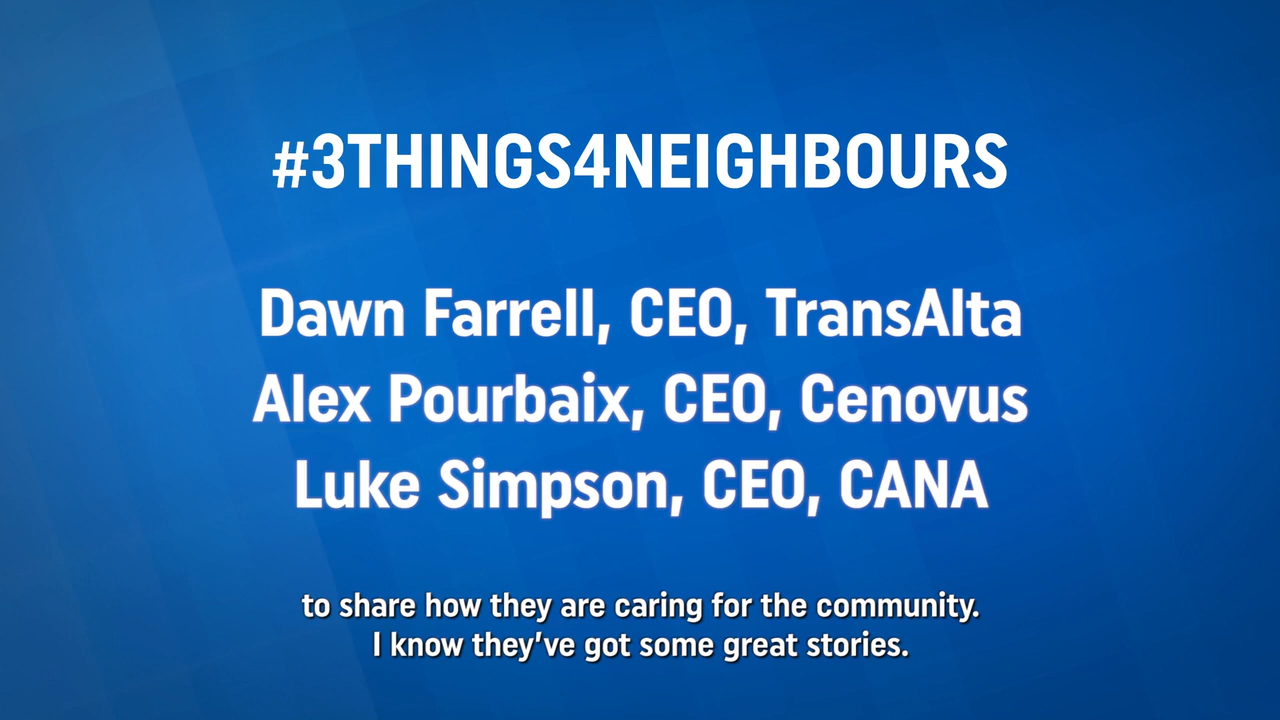 #3THINGS4NEIGHBOURS
Dawn Farrell, CEO, TransAlta
Alex Pourbaix, CEO, Cenovus
Luke Simpson, CEO, CANA
to share how they are caring for the community.
I know they've got some great stories.